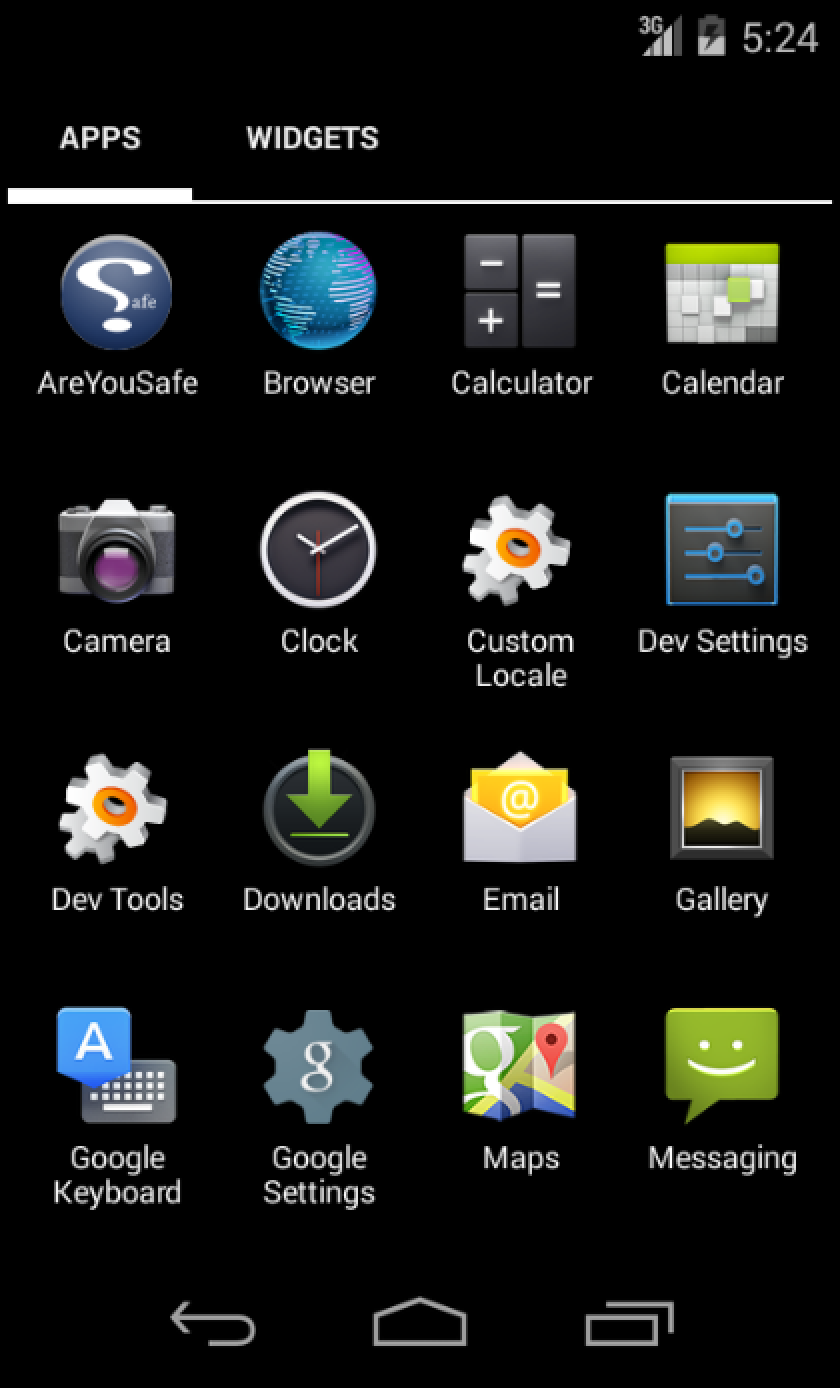 3G 5:24
APPS WIDGETS
afe
AreYouSafe Browser Calculator Calendar
Camera Clock Custom Dev Settings
Locale
@
Dev Tools Downloads Email Gallery
A g g
Google Google Maps Messaging
Keyboard Settings